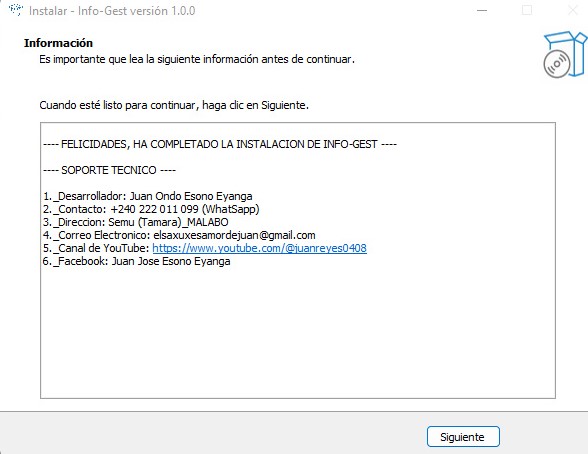 Instalar - Info-Gest versión 1.0.0
Información
Es importante que lea la siguiente información antes de continuar.
Cuando esté listo para continuar, haga clic en Siguiente.
---- FELICIDADES, HA COMPLETADO LA INSTALACION DE INFO-GEST ----
---- SOPORTE TECNICO ----
1._Desarrollador: Juan Ondo Esono Eyanga
2._Contacto: +240 222 011 099 (WhatSapp)
3._Direccion: Semu (Tamara)_MALABO
4._Correo Electronico: elsaxuxesamordejuan@gmail.com
5._Canal de YouTube: https://www.youtube.com/@juanreyes0408
6._Facebook: Juan Jose Esono Eyanga
Siguiente